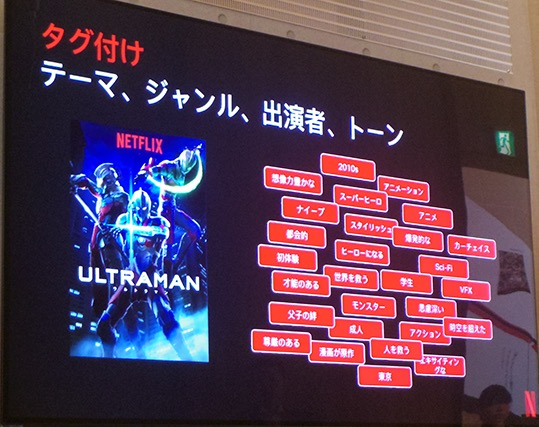 タグ付け
テーマ、ジャンル、出演者、トーン
NETFLIX
ULTRAMAN
2010s
想像力豊かな
アニメーション
スーパーヒーロ
ナイーブ
アニメ
スタイリッシュ
都会的
爆発的な
カーチェイス
ヒーローになる
初体験
Sci-Fi
世界を救う
才能のある
学生
VFX
モンスター
思慮深い
父子の絆
成人
アクション
時空を超えた
尊厳のある
漫画が原作
人を救う
エキサイティン
グな
東京
N